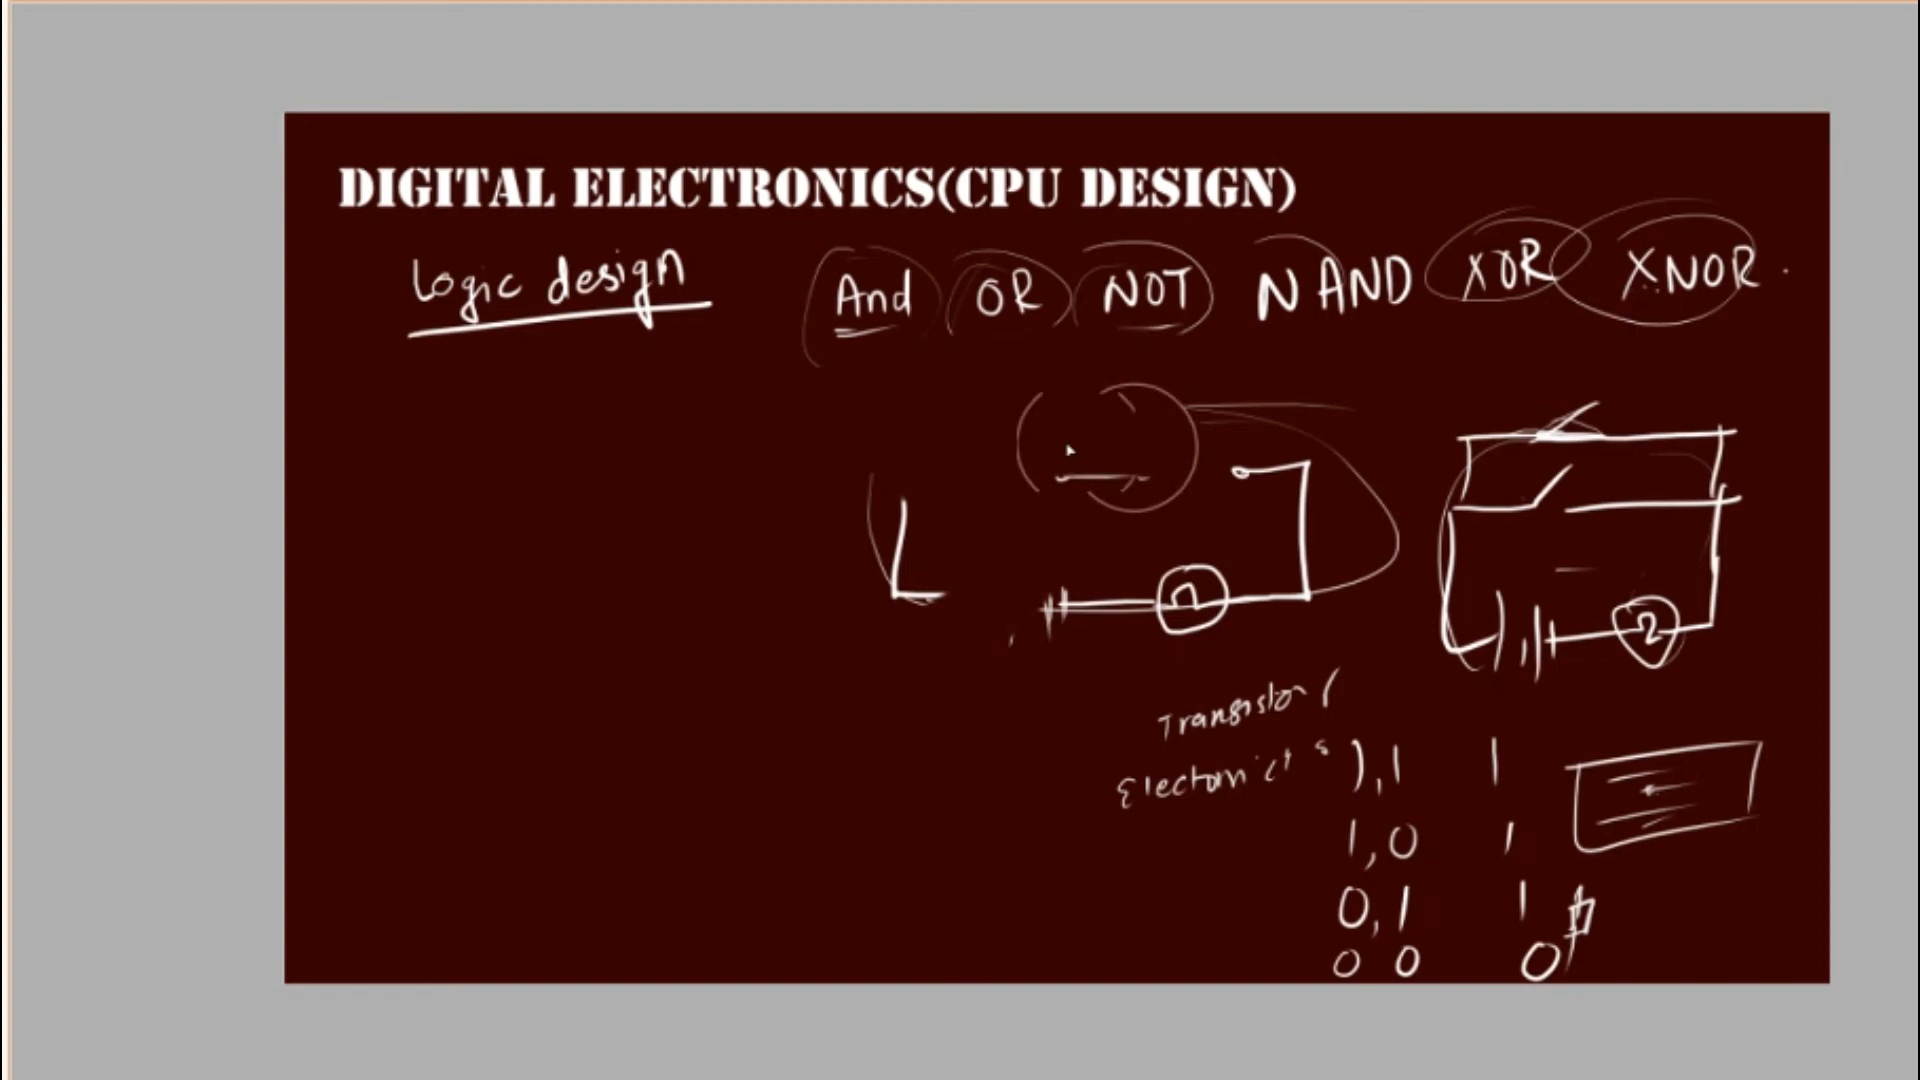 DIGITAL ELECTRONICS(CPU DESIGN)
Logic design And OR NOT NAND XOR XNOR.
Transistor
), 1 1
1, 0 1
0, 1 1
0 0 0